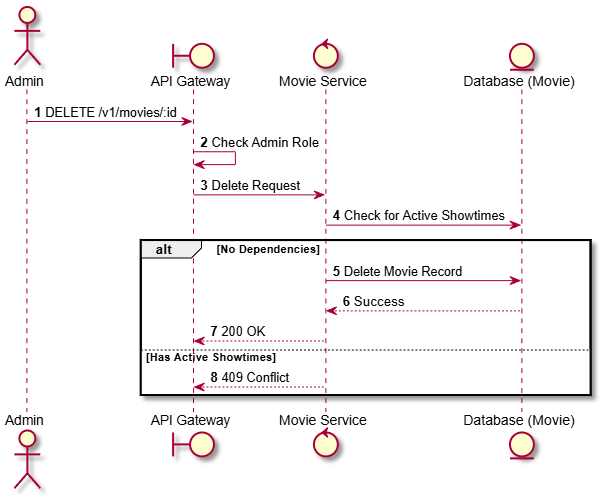 Admin
API Gateway
Movie Service
Database (Movie)
1 DELETE /v1/movies/:id
2 Check Admin Role
3 Delete Request
4 Check for Active Showtimes
alt [No Dependencies]
5 Delete Movie Record
6 Success
7 200 OK
[Has Active Showtimes]
8 409 Conflict
Admin
API Gateway
Movie Service
Database (Movie)